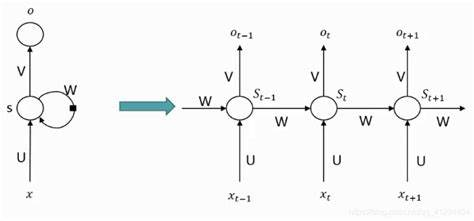 o
o_{t-1} o_t o_{t+1}
V V V V
W
s S_{t-1} S_t S_{t+1}
W W W W
U U U U
x
x_{t-1} x_t x_{t+1}